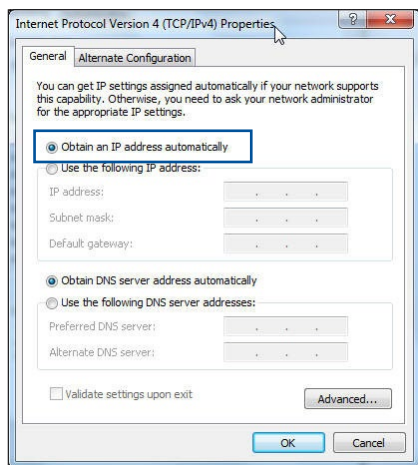 Internet Protocol Version 4 (TCP/IPv4) Properties
General
Alternate Configuration
You can get IP settings assigned automatically if your network supports
this capability. Otherwise, you need to ask your network administrator
for the appropriate IP settings.
Obtain an IP address automatically
Use the following IP address:
IP address:
Subnet mask:
Default gateway:
Obtain DNS server address automatically
Use the following DNS server addresses:
Preferred DNS server:
Alternate DNS server:
Validate settings upon exit
Advanced...
OK
Cancel